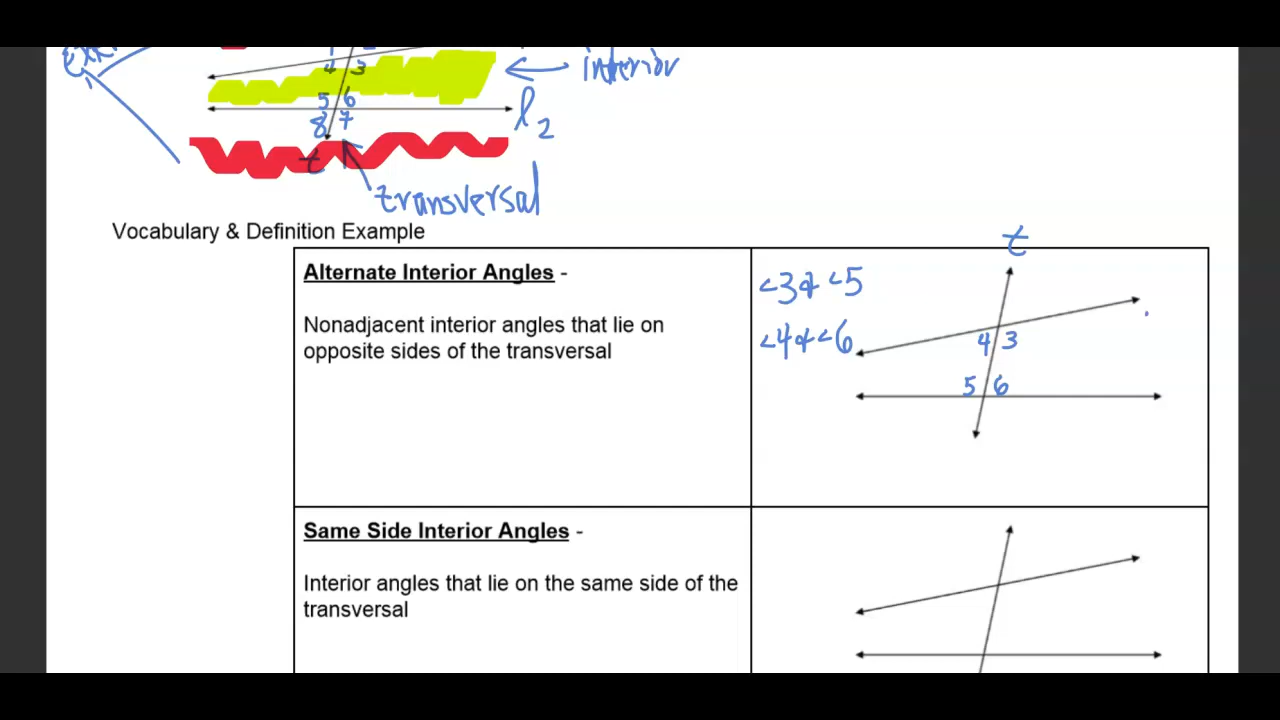 4 3
interior
5 6
l2
8 7
t
transversal
Vocabulary & Definition Example
t
Alternate Interior Angles -
<3 & <5
Nonadjacent interior angles that lie on
opposite sides of the transversal
<4 & <6
4 3
5 6
Same Side Interior Angles -
Interior angles that lie on the same side of the
transversal